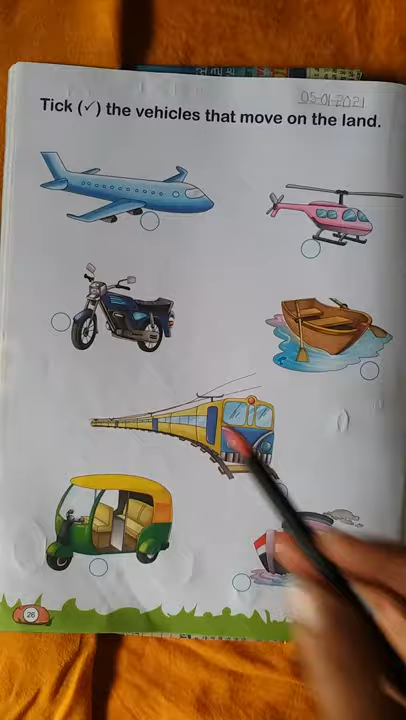 05-01-2021
Tick (✓) the vehicles that move on the land.
26